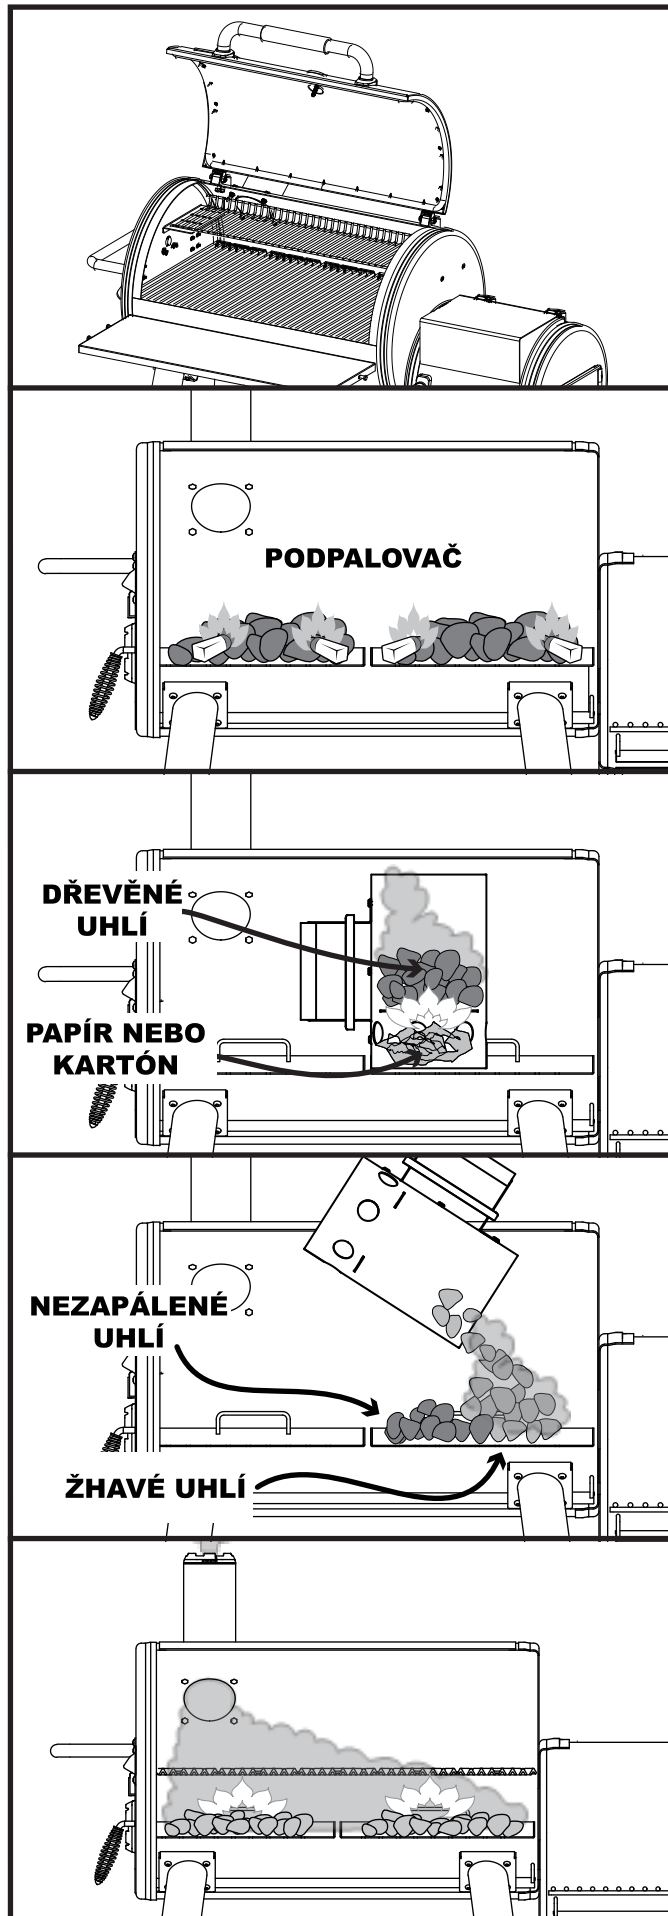 PODPALOVAČ
DŘEVĚNÉ
UHLÍ
PAPÍR NEBO
KARTÓN
NEZAPÁLENÉ
UHLÍ
ŽHAVÉ UHLÍ